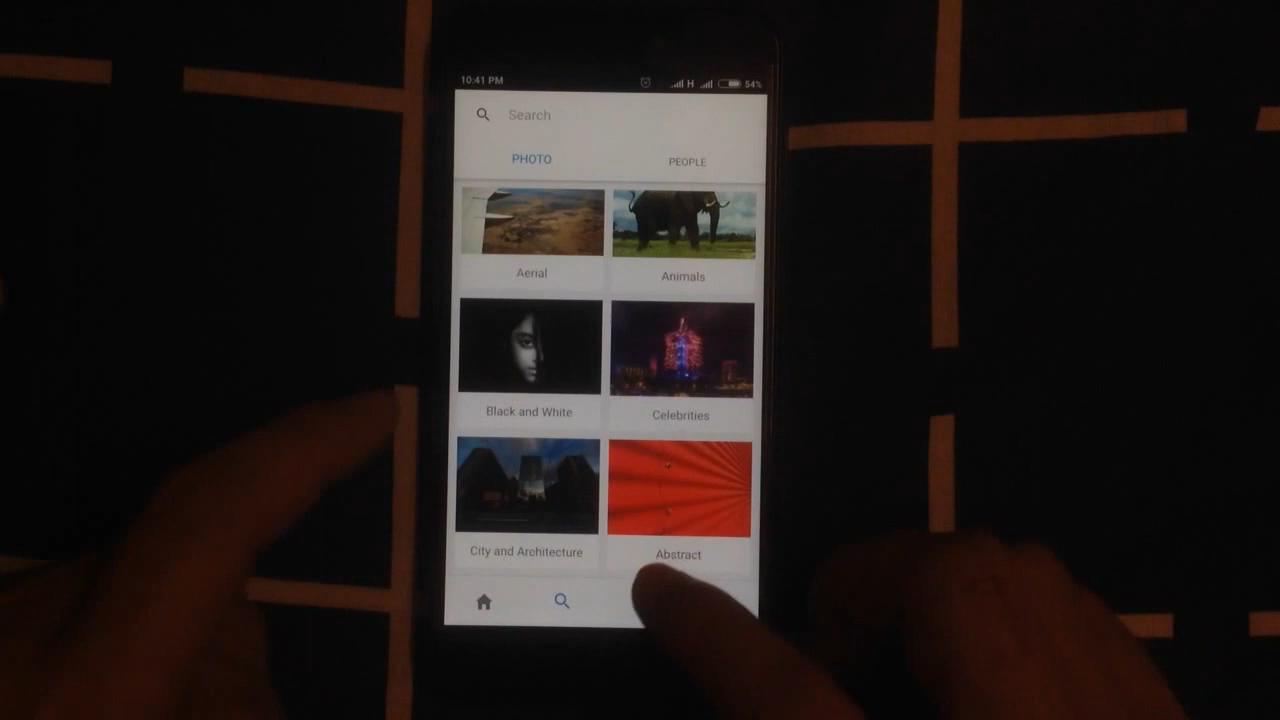 10:41 PM H 54%
Search
PHOTO PEOPLE
Aerial Animals
Black and White Celebrities
City and Architecture Abstract